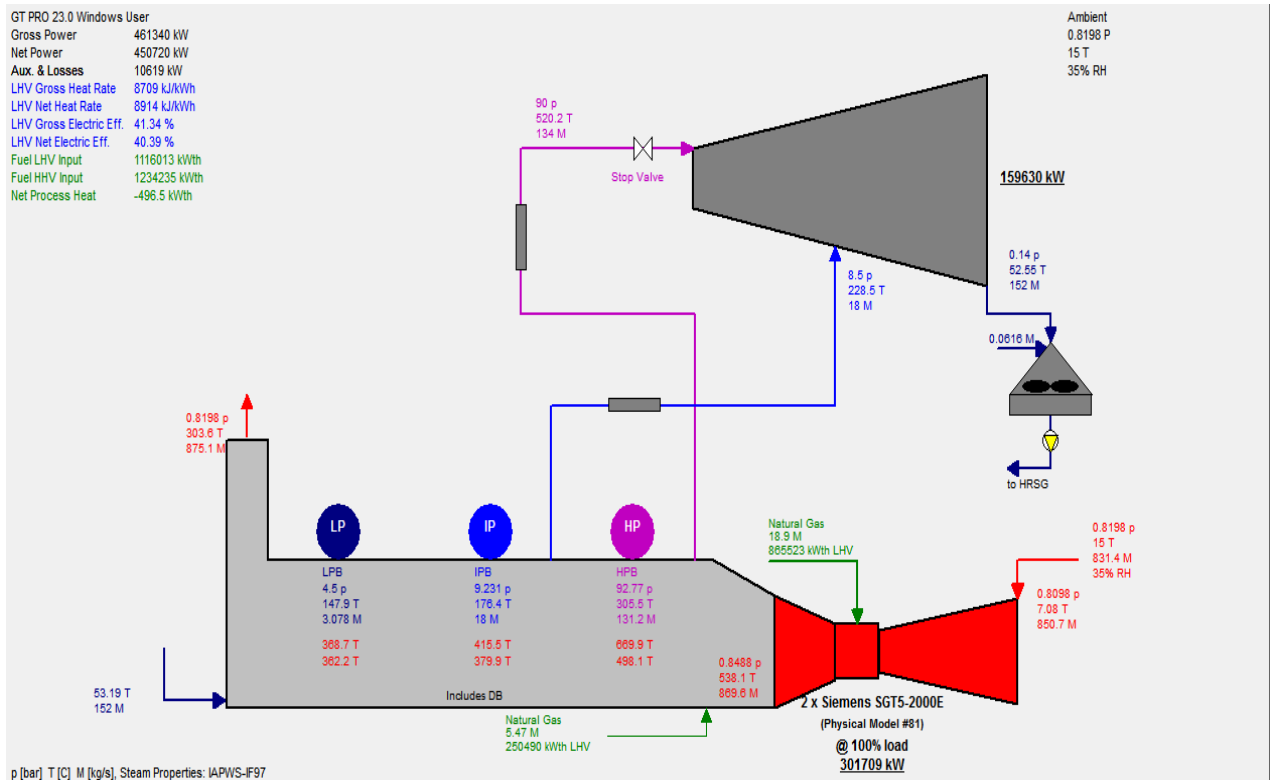 GT PRO 23.0 Windows User
Gross Power 461340 kW
Net Power 450720 kW
Aux. & Losses 10619 kW
LHV Gross Heat Rate 8709 kJ/kWh
LHV Net Heat Rate 8914 kJ/kWh
LHV Gross Electric Eff. 41.34 %
LHV Net Electric Eff. 40.39 %
Fuel LHV Input 1116013 kWth
Fuel HHV Input 1234235 kWth
Net Process Heat -496.5 kWth
Ambient
0.8198 P
15 T
35% RH
90 p
520.2 T
134 M
Stop Valve
159630 kW
0.14 p
52.55 T
152 M
8.5 p
228.5 T
18 M
0.0616 M
to HRSG
0.8198 p
303.6 T
875.1 M
LP
IP
HP
LPB
4.5 p
147.9 T
3.078 M
368.7 T
362.2 T
IPB
9.231 p
176.4 T
18 M
415.5 T
379.9 T
HPB
92.77 p
305.5 T
131.2 M
669.9 T
498.1 T
Natural Gas
18.9 M
865523 kWth LHV
0.8198 p
15 T
831.4 M
35% RH
0.8098 p
7.08 T
850.7 M
0.8488 p
538.1 T
869.6 M
53.19 T
152 M
Includes DB
Natural Gas
5.47 M
250490 kWth LHV
2 x Siemens SGT5-2000E
(Physical Model #81)
@ 100% load
301709 kW
p [bar] T [C] M [kg/s], Steam Properties: IAPWS-IF97